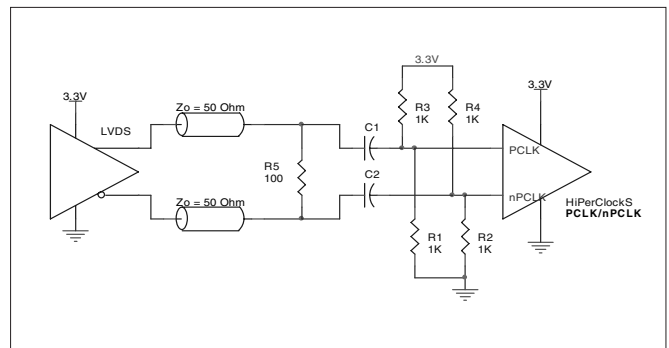 3.3V
3.3V
3.3V
Zo = 50 Ohm
LVDS
R3
1K
R4
1K
C1
PCLK
R5
100
C2
Zo = 50 Ohm
nPCLK
HiPerClockS
PCLK/nPCLK
R1
1K
R2
1K